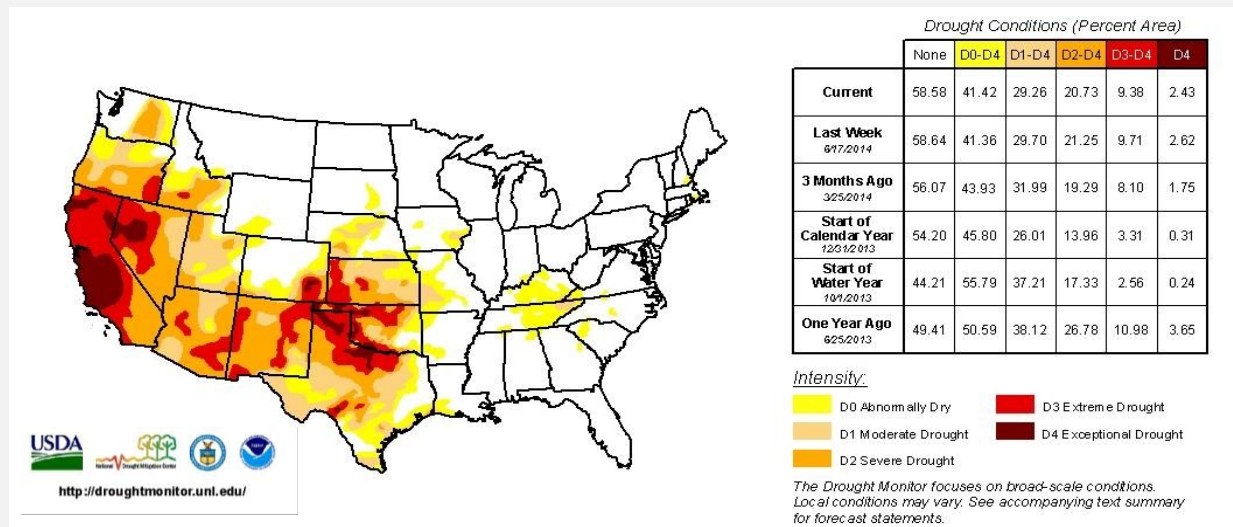 Drought Conditions (Percent Area)
None D0-D4 D1-D4 D2-D4 D3-D4 D4
Current 58.58 41.42 29.26 20.73 9.38 2.43
Last Week 58.64 41.36 29.70 21.25 9.71 2.62
6/17/2014
3 Months Ago 56.07 43.93 31.99 19.29 8.10 1.75
3/25/2014
Start of
Calendar Year 54.20 45.80 26.01 13.96 3.31 0.31
12/31/2013
Start of
Water Year 44.21 55.79 37.21 17.33 2.56 0.24
10/1/2013
One Year Ago 49.41 50.59 38.12 26.78 10.98 3.65
6/25/2013
Intensity:
D0 Abnormally Dry
D1 Moderate Drought
D2 Severe Drought
D3 Extreme Drought
D4 Exceptional Drought
The Drought Monitor focuses on broad-scale conditions.
Local conditions may vary. See accompanying text summary
for forecast statements.
USDA
National Drought Mitigation Center
http://droughtmonitor.unl.edu/